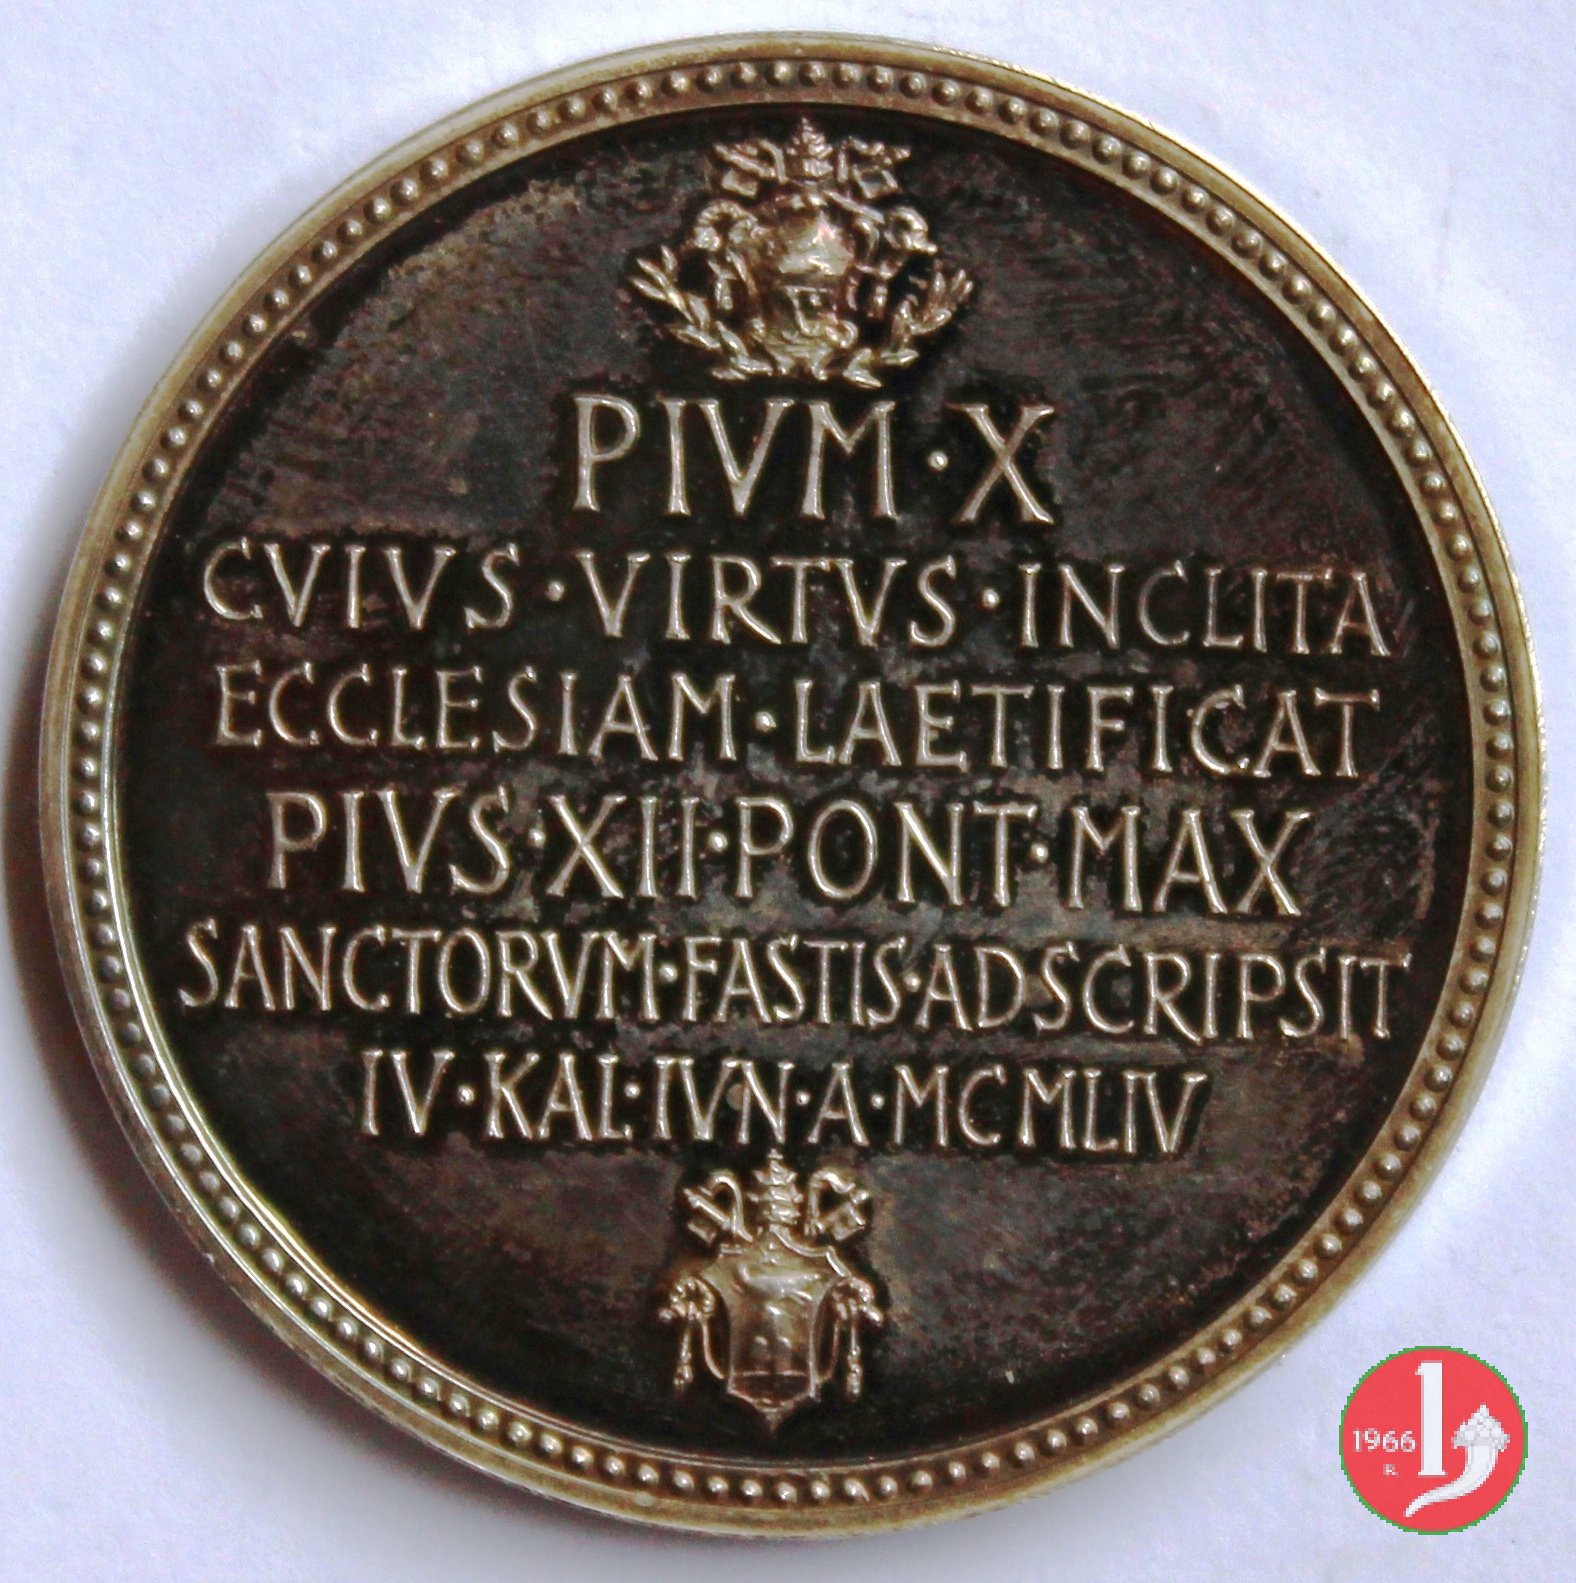 PIVM · X
CVIVS · VIRTVS · INCLITA
ECCLESIAM · LAETIFICAT
PIVS · XII · PONT · MAX
SANCTORVM · FASTIS · ADSCRIPSIT
IV · KAL · IVN · A · MCMLIV
1966
R